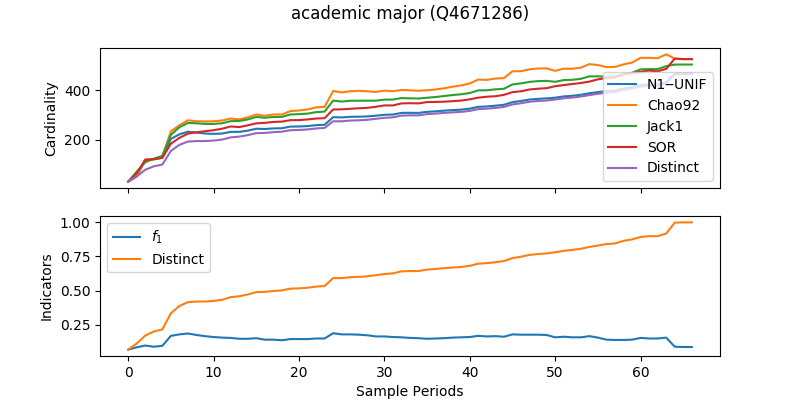 academic major (Q4671286)
Cardinality
400
200
N1−UNIF
Chao92
Jack1
SOR
Distinct
Indicators
1.00
0.75
0.50
0.25
f1
Distinct
0 10 20 30 40 50 60
Sample Periods